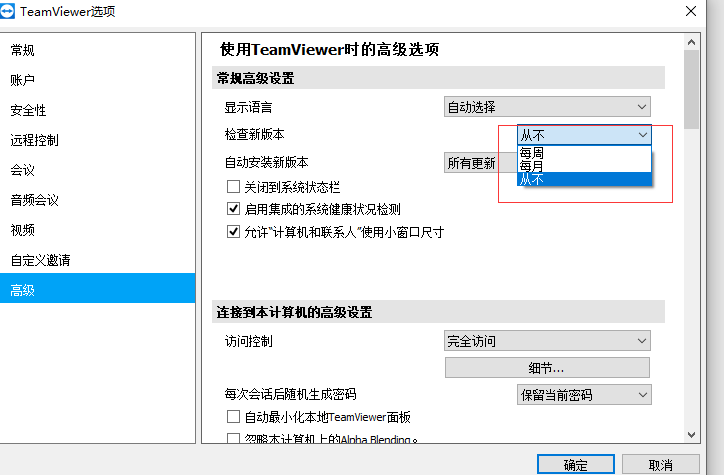 TeamViewer选项
常规
账户
安全性
远程控制
会议
音频会议
视频
自定义邀请
高级
使用TeamViewer时的高级选项
常规高级设置
显示语言 自动选择
检查新版本 从不
每周
每月
从不
自动安装新版本 所有更新
关闭到系统状态栏
启用集成的系统健康状况检测
允许"计算机和联系人"使用小窗口尺寸
连接到本计算机的高级设置
访问控制 完全访问
细节...
每次会话后随机生成密码 保留当前密码
自动最小化本地TeamViewer面板
忽略本计算机上的Alpha Blending。
确定 取消